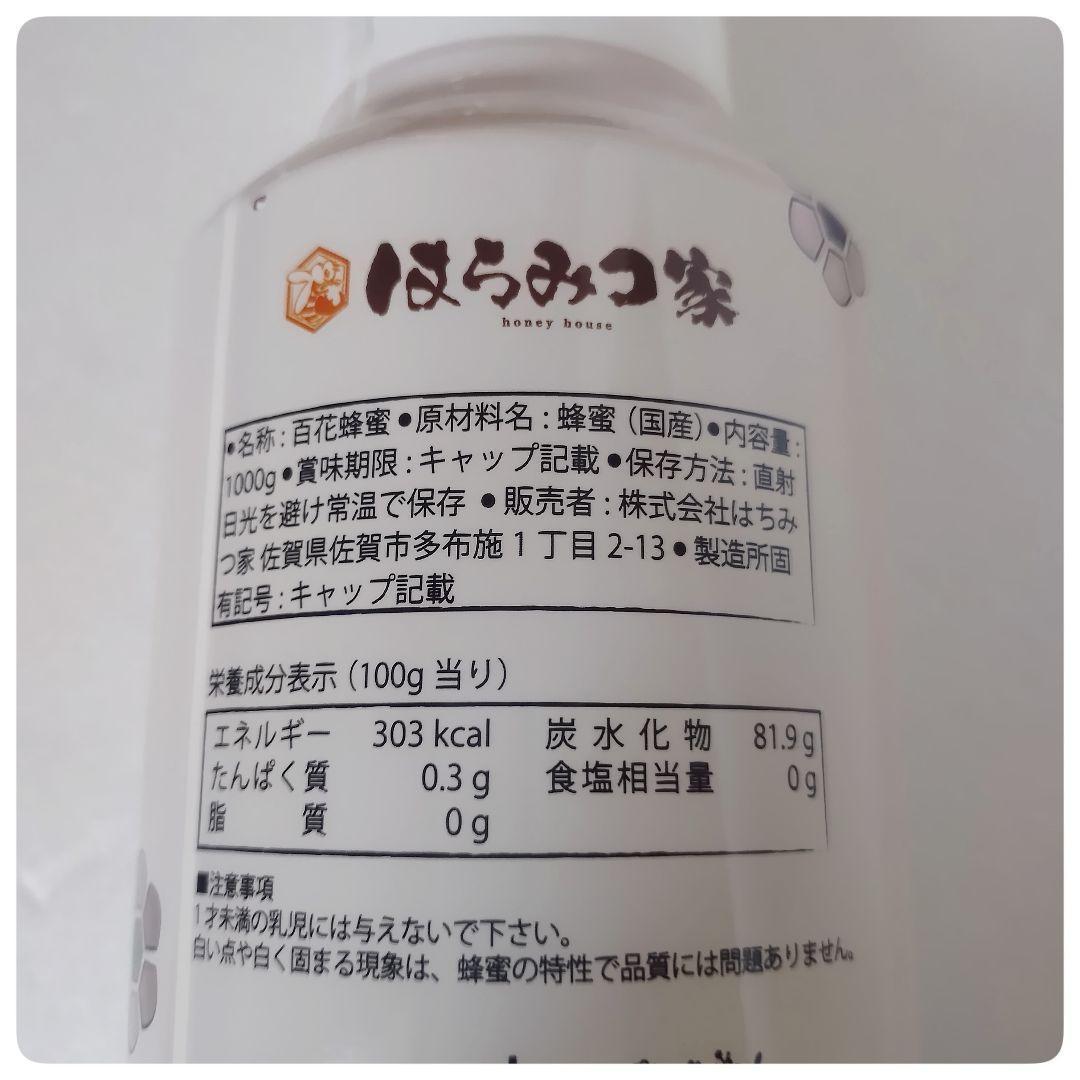 はちみつ家
honey house
●名称：百花蜂蜜 ●原材料名：蜂蜜（国産）●内容量：
1000g ●賞味期限：キャップ記載 ●保存方法：直射
日光を避け常温で保存 ●販売者：株式会社はちみ
つ家 佐賀県佐賀市多布施1丁目2-13 ●製造所固
有記号：キャップ記載
栄養成分表示（100g 当り）
エネルギー 303 kcal 炭水化物 81.9 g
たんぱく質 0.3 g 食塩相当量 0 g
脂質 0 g
■注意事項
1才未満の乳児には与えないで下さい。
白い点や白く固まる現象は、蜂蜜の特性で品質には問題ありません。